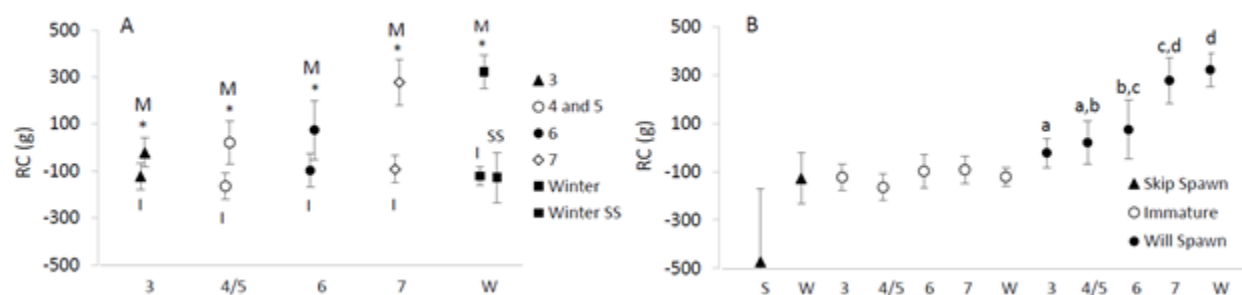 A
500
300
100
-100
-300
-500
RC (g)
M
*
I
M
*
I
M
*
I
M
*
I
M
*
I
SS
3
4/5
6
7
W
3
4 and 5
6
7
Winter
Winter SS
B
500
300
100
-100
-300
-500
RC (g)
a
a,b
b,c
c,d
d
Skip Spawn
Immature
Will Spawn
S
W
3
4/5
6
7
W
3
4/5
6
7
W